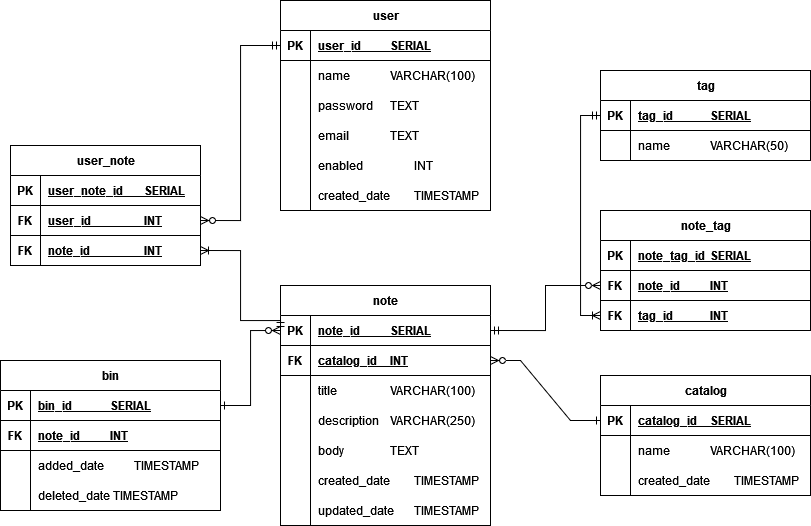 user
PK user_id SERIAL
name VARCHAR(100)
password TEXT
email TEXT
enabled INT
created_date TIMESTAMP
tag
PK tag_id SERIAL
name VARCHAR(50)
user_note
PK user_note_id SERIAL
FK user_id INT
FK note_id INT
note_tag
PK note_tag_id SERIAL
FK note_id INT
FK tag_id INT
note
PK note_id SERIAL
FK catalog_id INT
title VARCHAR(100)
description VARCHAR(250)
body TEXT
created_date TIMESTAMP
updated_date TIMESTAMP
bin
PK bin_id SERIAL
FK note_id INT
added_date TIMESTAMP
deleted_date TIMESTAMP
catalog
PK catalog_id SERIAL
name VARCHAR(100)
created_date TIMESTAMP